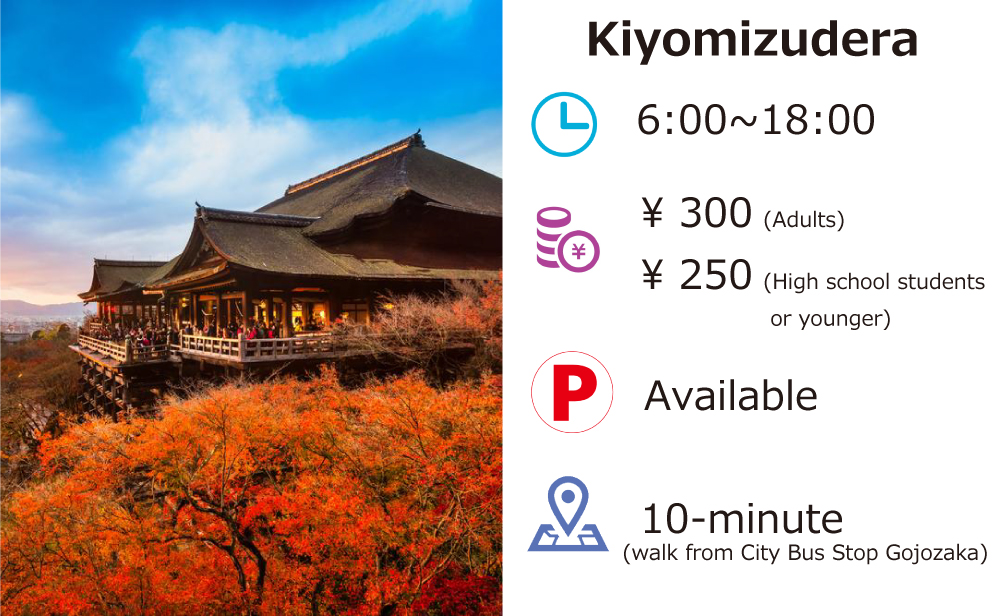 Kiyomizudera
6:00~18:00
¥ 300 (Adults)
¥
¥ 250 (High school students
or younger)
P
Available
10-minute
(walk from City Bus Stop Gojozaka)